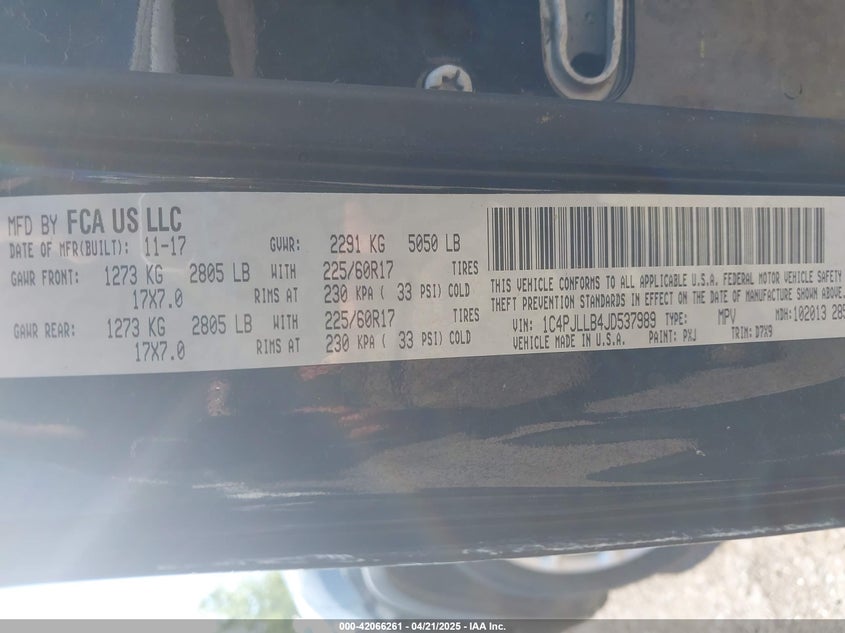 MFD BY FCA US LLC
DATE OF MFR(BUILT): 11-17 GVWR: 2291 KG 5050 LB
GAWR FRONT: 1273 KG 2805 LB WITH 225/60R17 TIRES
17X7.0 RIMS AT 230 KPA ( 33 PSI) COLD
GAWR REAR: 1273 KG 2805 LB WITH 225/60R17 TIRES
17X7.0 RIMS AT 230 KPA ( 33 PSI) COLD
THIS VEHICLE CONFORMS TO ALL APPLICABLE U.S.A. FEDERAL MOTOR VEHICLE SAFETY
THEFT PREVENTION STANDARDS IN EFFECT ON THE DATE OF MANUFACTURE SHOWN ABOVE.
VIN: 1C4PJLLB4JD537989 TYPE: MPV MDH: 102013 285
VEHICLE MADE IN U.S.A. PAINT: PXJ TRIM: D7X9
000-42066261 - 04/21/2025 - IAA Inc.